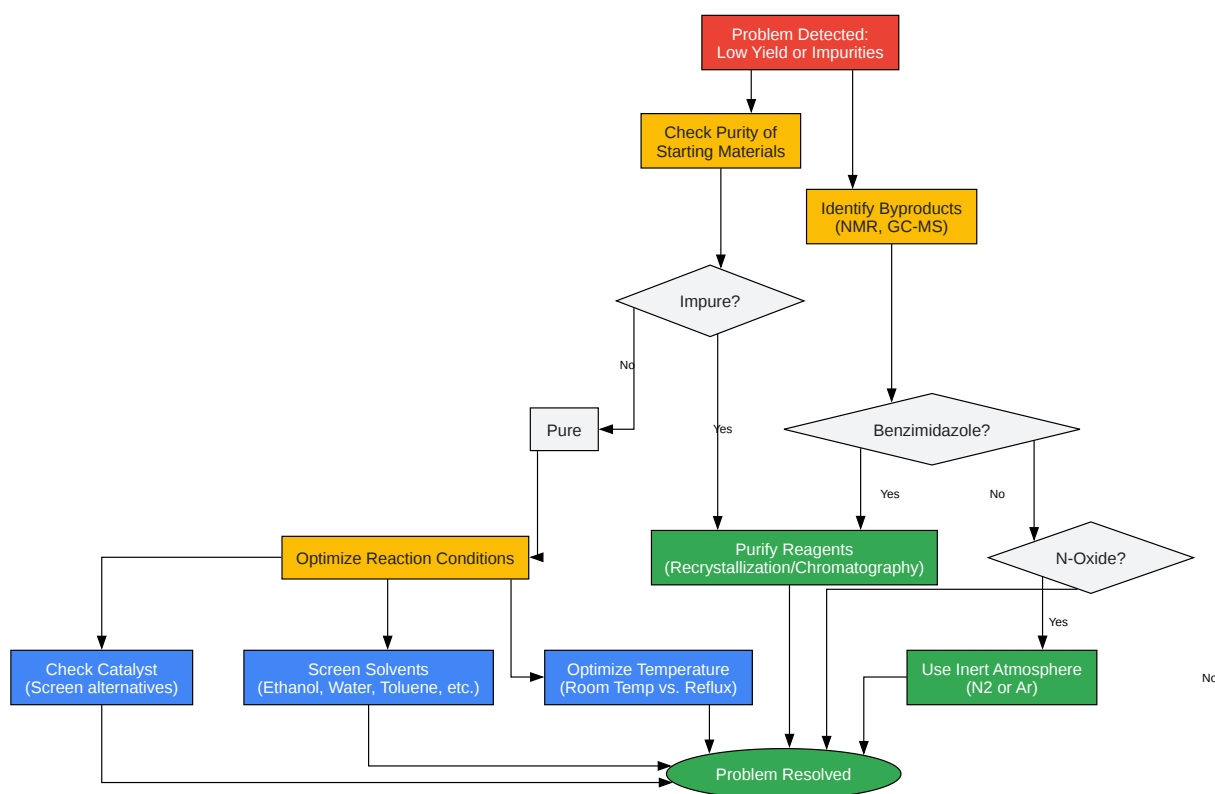 Problem Detected:
Low Yield or Impurities
Check Purity of
Starting Materials
Identify Byproducts
(NMR, GC-MS)
Impure?
No
Pure
Yes
Benzimidazole?
Yes
No
Optimize Reaction Conditions
Purify Reagents
(Recrystallization/Chromatography)
N-Oxide?
Yes
Check Catalyst
(Screen alternatives)
Screen Solvents
(Ethanol, Water, Toluene, etc.)
Optimize Temperature
(Room Temp vs. Reflux)
Use Inert Atmosphere
(N2 or Ar)
No
Problem Resolved